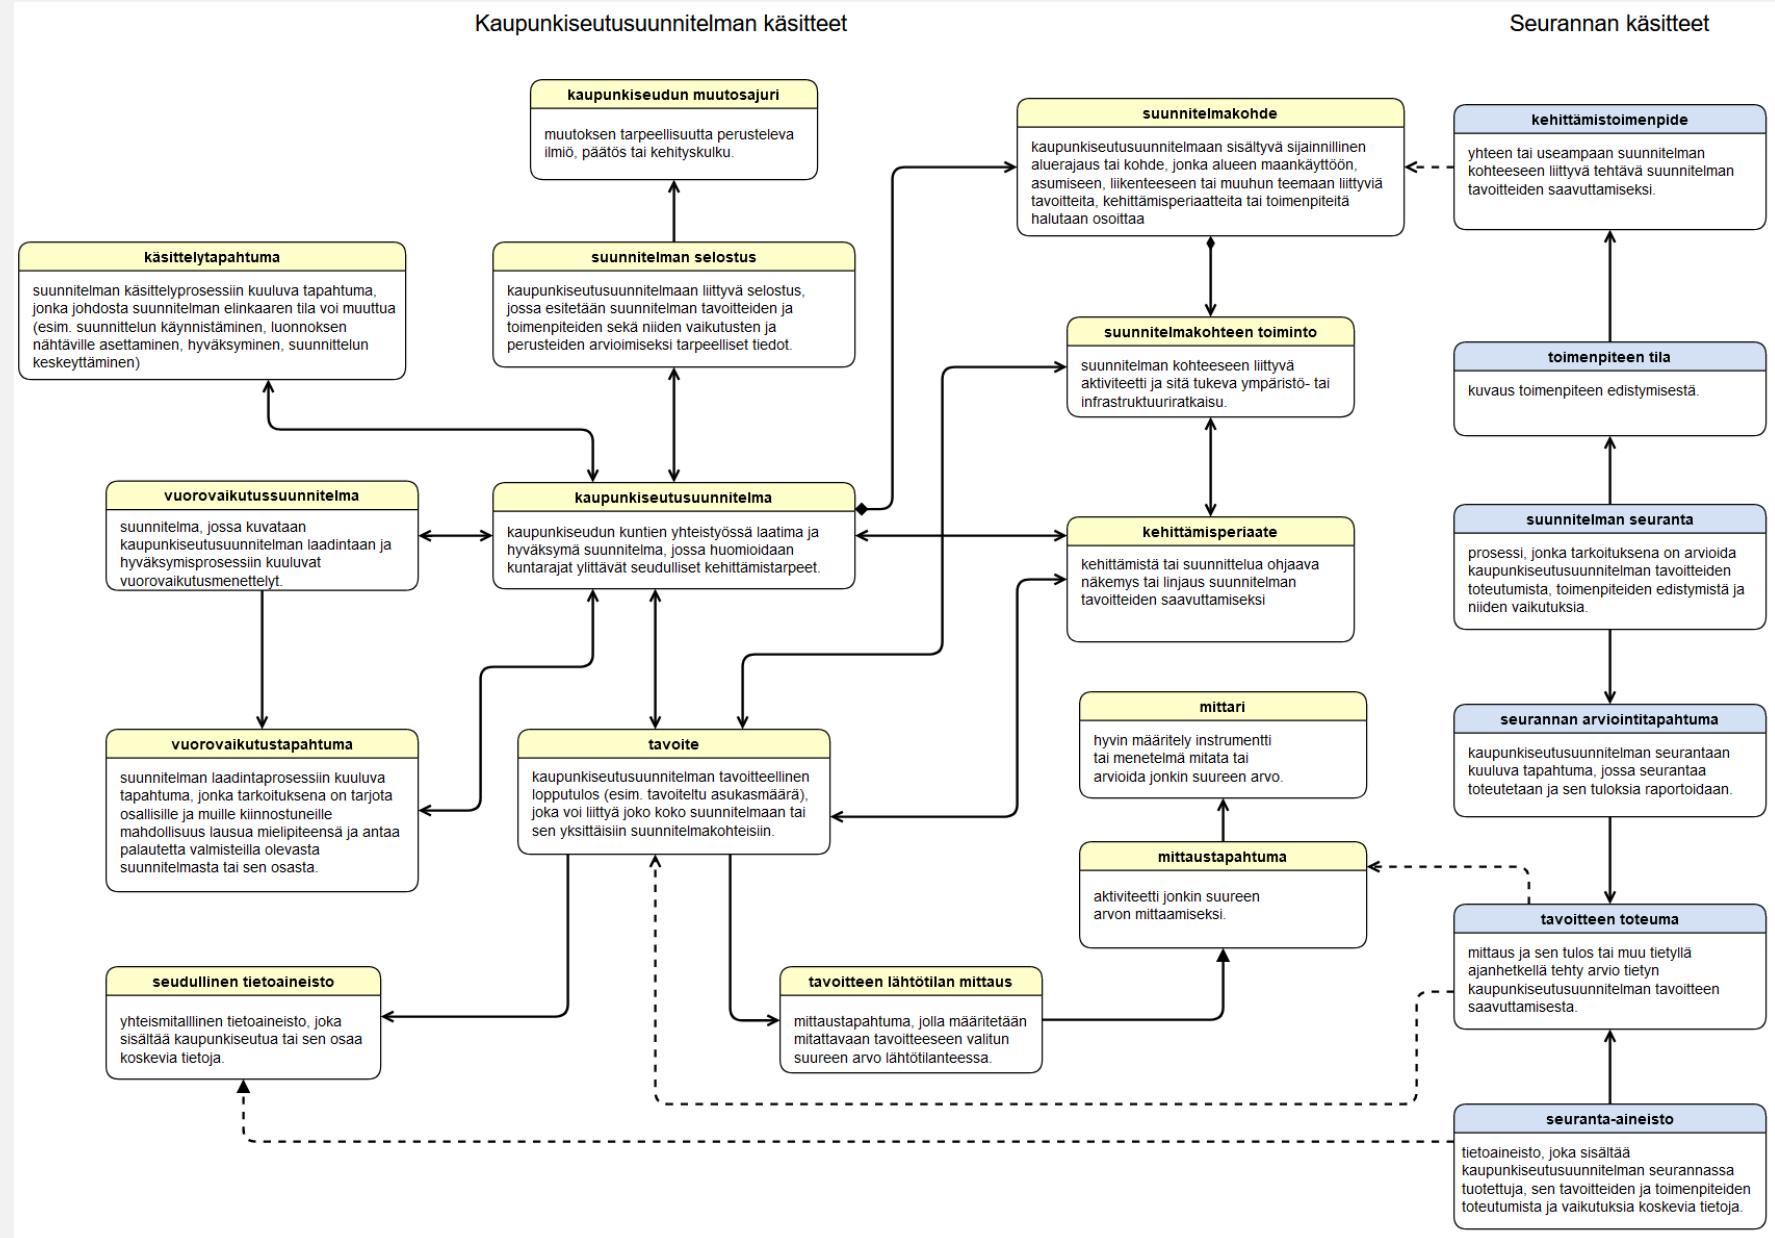 Kaupunkiseutusuunnitelman käsitteet
Seurannan käsitteet
kaupunkiseudun muutosajuri
muutoksen tarpeellisuutta perusteleva
ilmiö, päätös tai kehityskulku.
suunnitelmakohde
kaupunkiseutusuunnitelmaan sisältyvä sijainnillinen
aluerajaus tai kohde, jonka alueen maankäyttöön,
asumiseen, liikenteeseen tai muuhun teemaan liittyviä
tavoitteita, kehittämisperiaatteita tai toimenpiteitä
halutaan osoittaa
kehittämistoimenpide
yhteen tai useampaan suunnitelman
kohteeseen liittyvä tehtävä suunnitelman
tavoitteiden saavuttamiseksi.
käsittelytapahtuma
suunnitelman käsittelyprosessiin kuuluva tapahtuma,
jonka johdosta suunnitelman elinkaaren tila voi muuttua
(esim. suunnittelun käynnistäminen, luonnoksen
nähtäville asettaminen, hyväksyminen, suunnittelun
keskeyttäminen)
suunnitelman selostus
kaupunkiseutusuunnitelmaan liittyvä selostus,
jossa esitetään suunnitelman tavoitteiden ja
toimenpiteiden sekä niiden vaikutusten ja
perusteiden arvioimiseksi tarpeelliset tiedot.
suunnitelmakohteen toiminto
suunnitelman kohteeseen liittyvä
aktiviteetti ja sitä tukeva ympäristö- tai
infrastruktuuriratkaisu.
toimenpiteen tila
kuvaus toimenpiteen edistymisestä.
vuorovaikutussuunnitelma
suunnitelma, jossa kuvataan
kaupunkiseutusuunnitelman laadintaan ja
hyväksymisprosessiin kuuluvat
vuorovaikutusmenettelyt.
kaupunkiseutusuunnitelma
kaupunkiseudun kuntien yhteistyössä laatima ja
hyväksymä suunnitelma, jossa huomioidaan
kuntarajat ylittävät seudulliset kehittämistarpeet.
kehittämisperiaate
kehittämistä tai suunnittelua ohjaava
näkemys tai linjaus suunnitelman
tavoitteiden saavuttamiseksi
suunnitelman seuranta
prosessi, jonka tarkoituksena on arvioida
kaupunkiseutusuunnitelman tavoitteiden
toteutumista, toimenpiteiden edistymistä ja
niiden vaikutuksia.
vuorovaikutustapahtuma
suunnitelman laadintaprosessiin kuuluva
tapahtuma, jonka tarkoituksena on tarjota
osallisille ja muille kiinnostuneille
mahdollisuus lausua mielipiteensä ja antaa
palautetta valmisteilla olevasta
suunnitelmasta tai sen osasta.
tavoite
kaupunkiseutusuunnitelman tavoitteellinen
lopputulos (esim. tavoiteltu asukasmäärä),
joka voi liittyä joko koko suunnitelmaan tai
sen yksittäisiin suunnitelmakohteisiin.
mittari
hyvin määritely instrumentti
tai menetelmä mitata tai
arvioida jonkin suureen arvo.
seurannan arviointitapahtuma
kaupunkiseutusuunnitelman seurantaan
kuuluva tapahtuma, jossa seurantaa
toteutetaan ja sen tuloksia raportoidaan.
mittaustapahtuma
aktiviteetti jonkin suureen
arvon mittaamiseksi.
tavoitteen toteuma
mittaus ja sen tulos tai muu tietyllä
ajanhetkellä tehty arvio tietyn
kaupunkiseutusuunnitelman tavoitteen
saavuttamisesta.
seudullinen tietoaineisto
yhteismitalllinen tietoaineisto, joka
sisältää kaupunkiseutua tai sen osaa
koskevia tietoja.
tavoitteen lähtötilan mittaus
mittaustapahtuma, jolla määritetään
mitattavaan tavoitteeseen valitun
suureen arvo lähtötilanteessa.
seuranta-aineisto
tietoaineisto, joka sisältää
kaupunkiseutusuunnitelman seurannassa
tuotettuja, sen tavoitteiden ja toimenpiteiden
toteutumista ja vaikutuksia koskevia tietoja.